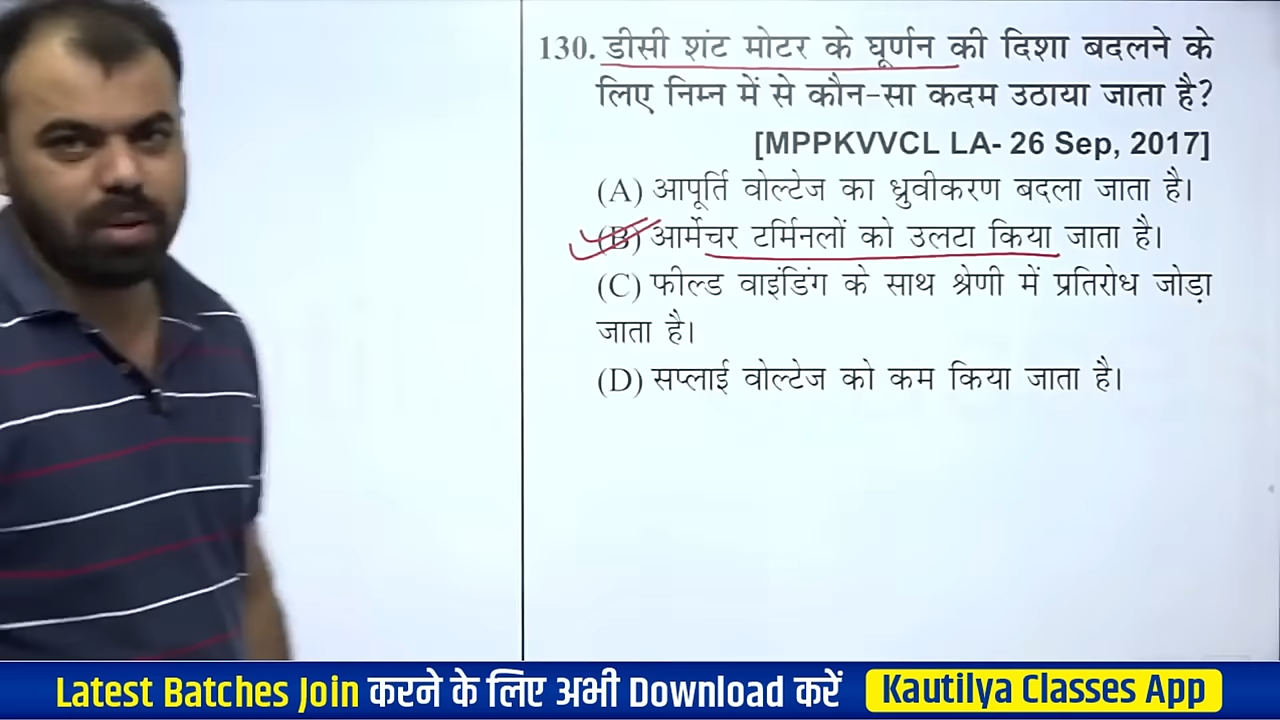 130. डीसी शंट मोटर के घूर्णन की दिशा बदलने के
लिए निम्न में से कौन-सा कदम उठाया जाता है?
[MPPKVVCL LA- 26 Sep, 2017]
(A) आपूर्ति वोल्टेज का ध्रुवीकरण बदला जाता है।
(B) आर्मेचर टर्मिनलों को उलटा किया जाता है।
(C) फील्ड वाइंडिंग के साथ श्रेणी में प्रतिरोध जोड़ा
जाता है।
(D) सप्लाई वोल्टेज को कम किया जाता है।
Latest Batches Join करने के लिए अभी Download करें Kautilya Classes App